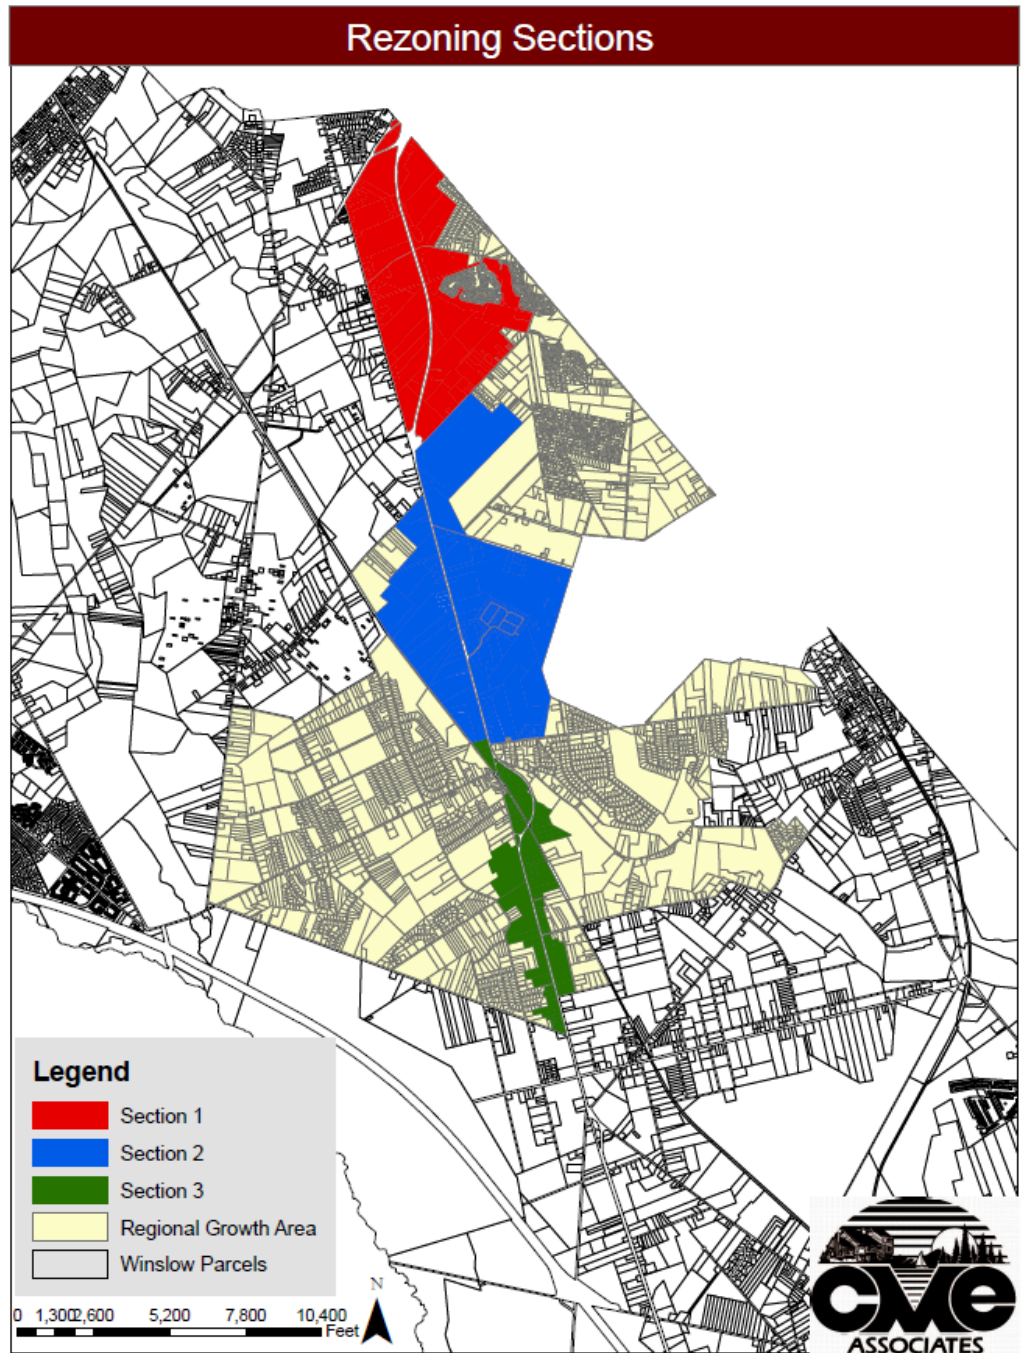 Rezoning Sections
Legend
Section 1
Section 2
Section 3
Regional Growth Area
Winslow Parcels
N
0 1,300 2,600 5,200 7,800 10,400
Feet
cme
ASSOCIATES